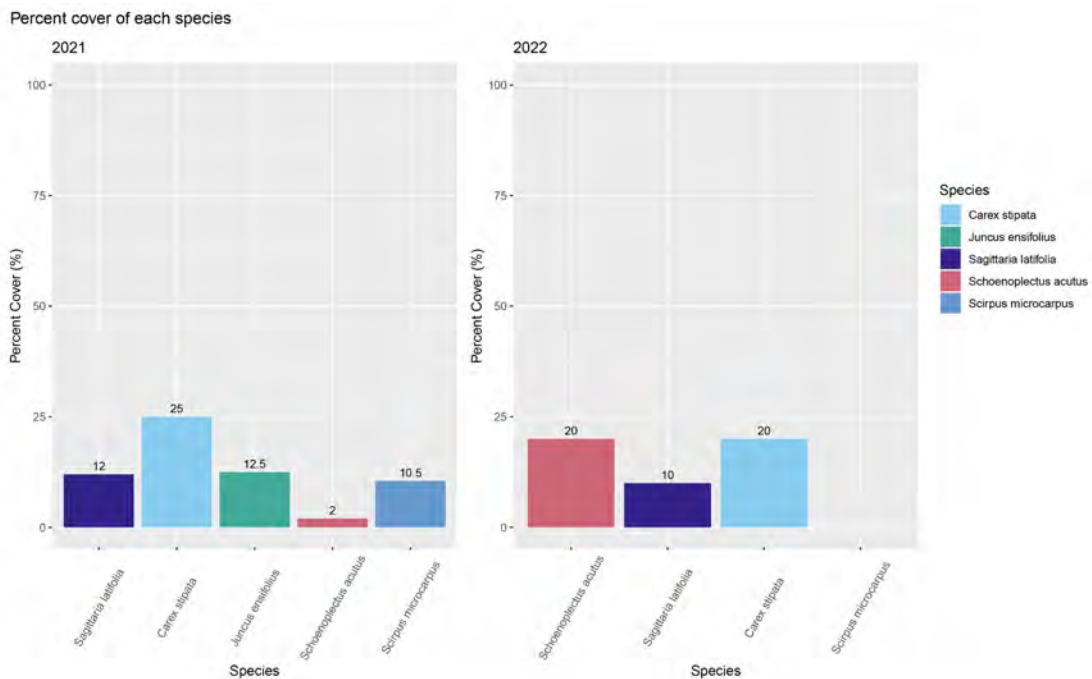 Percent cover of each species
2021
100
75
50
25
0
Percent Cover (%)
12
25
12.5
2
10.5
Sagittaria latifolia
Carex stipata
Juncus ensifolius
Schoenoplectus acutus
Scirpus microcarpus
Species
2022
100
75
50
25
0
Percent Cover (%)
20
10
20
Schoenoplectus acutus
Sagittaria latifolia
Carex stipata
Scirpus microcarpus
Species
Species
Carex stipata
Juncus ensifolius
Sagittaria latifolia
Schoenoplectus acutus
Scirpus microcarpus